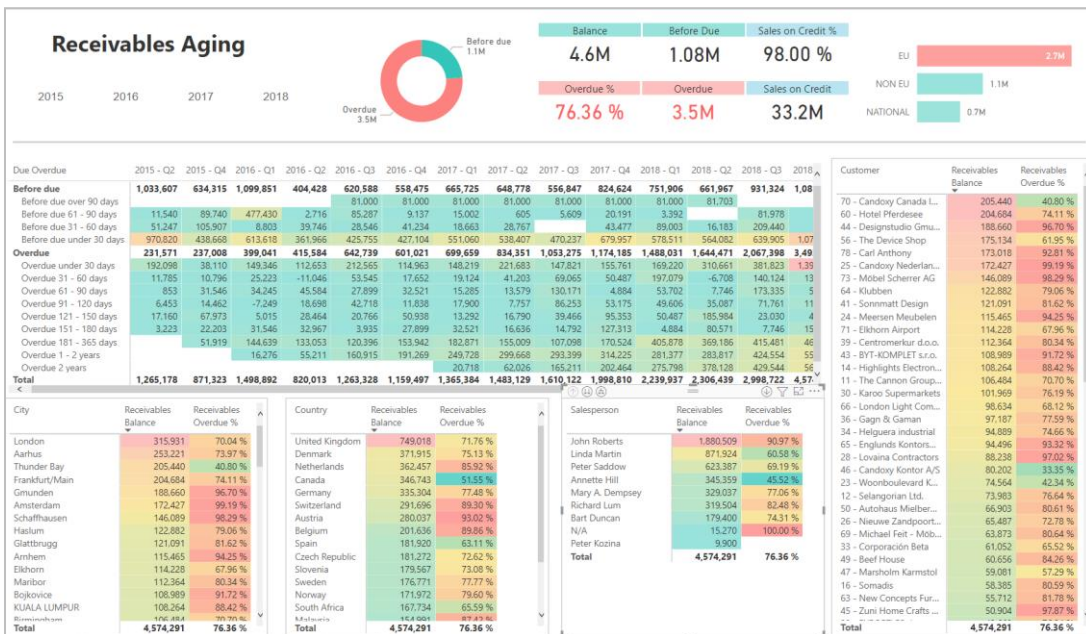 Receivables Aging
2015 2016 2017 2018
Before due
1.1M
Overdue
3.5M
Balance Before Due Sales on Credit %
4.6M 1.08M 98.00 %
Overdue % Overdue Sales on Credit
76.36 % 3.5M 33.2M
EU 2.7M
NON EU 1.1M
NATIONAL 0.7M
Due Overdue 2015 - Q2 2015 - Q4 2016 - Q1 2016 - Q2 2016 - Q3 2016 - Q4 2017 - Q1 2017 - Q2 2017 - Q3 2017 - Q4 2018 - Q1 2018 - Q2 2018 - Q3 2018
Before due 1,033,607 634,315 1,099,851 404,428 620,588 558,475 665,725 648,778 556,847 824,624 751,906 661,967 931,324 1,08
Before due over 90 days 81,000 81,000 81,000 81,000 81,000 81,000 81,000 81,703
Before due 61 - 90 days 11,540 89,740 477,430 2,716 85,287 9,137 15,002 605 5,609 20,191 3,392 81,978
Before due 31 - 60 days 51,247 105,907 8,803 39,746 28,546 41,234 18,663 28,767 43,477 89,003 16,183 209,440
Before due under 30 days 970,820 438,668 613,618 361,966 425,755 427,104 551,060 538,407 470,237 679,957 578,511 564,082 639,905 1,07
Overdue 231,571 237,008 399,041 415,584 642,739 601,021 699,659 834,351 1,053,275 1,174,185 1,488,031 1,644,471 2,067,398 3,49
Overdue under 30 days 192,098 38,110 149,346 112,653 212,565 114,963 148,219 221,683 147,821 155,761 169,220 310,661 381,823 1,39
Overdue 31 - 60 days 11,785 10,796 25,223 -11,046 53,545 17,652 19,124 41,203 69,065 50,487 197,079 -6,708 140,124 13
Overdue 61 - 90 days 853 31,546 34,245 45,584 27,899 32,521 15,285 13,579 130,171 4,884 53,702 7,746 173,335 5
Overdue 91 - 120 days 6,453 14,462 -7,249 18,698 42,718 11,838 17,900 7,757 86,253 53,175 49,606 35,087 71,761 11
Overdue 121 - 150 days 17,160 67,973 5,015 28,464 20,766 50,938 13,292 16,790 39,466 95,353 50,487 185,984 23,030 4
Overdue 151 - 180 days 3,223 22,203 31,546 32,967 3,935 27,899 32,521 16,636 14,792 127,313 4,884 80,571 7,746 15
Overdue 181 - 365 days 51,919 144,639 133,053 120,396 153,942 182,871 155,009 107,098 170,524 405,878 369,186 415,481 46
Overdue 1 - 2 years 16,276 55,211 160,915 191,269 249,728 299,668 293,399 314,225 281,377 283,817 424,554 55
Overdue 2 years 20,718 62,026 165,211 202,464 275,798 378,128 429,544 56
Total 1,265,178 871,323 1,498,892 820,013 1,263,328 1,159,497 1,365,384 1,483,129 1,610,122 1,998,810 2,239,937 2,306,439 2,998,722 4,57
City Receivables Balance Receivables Overdue %
London 315,931 70.04 %
Aarhus 253,221 73.97 %
Thunder Bay 205,440 40.80 %
Frankfurt/Main 204,684 74.11 %
Gmunden 188,660 96.70 %
Amsterdam 172,427 99.19 %
Schaffhausen 146,089 98.29 %
Haslum 122,882 79.06 %
Glattbrugg 121,091 81.62 %
Arnhem 115,465 94.25 %
Elkhorn 114,228 67.96 %
Maribor 112,364 80.34 %
Bojkovice 108,989 91.72 %
KUALA LUMPUR 108,264 88.42 %
Birmingham 106,484 70.70 %
Total 4,574,291 76.36 %
Country Receivables Balance Receivables Overdue %
United Kingdom 749,018 71.76 %
Denmark 371,915 75.13 %
Netherlands 362,457 85.92 %
Canada 346,743 51.55 %
Germany 335,304 77.48 %
Switzerland 291,696 89.30 %
Austria 280,037 93.02 %
Belgium 201,636 89.86 %
Spain 181,920 63.11 %
Czech Republic 181,272 72.62 %
Slovenia 179,567 73.08 %
Sweden 176,771 77.77 %
Norway 171,972 79.60 %
South Africa 167,734 65.59 %
Malaysia 154,991 87.42 %
Total 4,574,291 76.36 %
Salesperson Receivables Balance Receivables Overdue %
John Roberts 1,880,509 90.97 %
Linda Martin 871,924 60.58 %
Peter Saddow 623,387 69.19 %
Annette Hill 345,359 45.52 %
Mary A. Dempsey 329,037 77.06 %
Richard Lum 319,504 82.48 %
Bart Duncan 179,400 74.31 %
N/A 15,270 100.00 %
Peter Kozina 9,900
Total 4,574,291 76.36 %
Customer Receivables Balance Receivables Overdue %
70 - Candoxy Canada I... 205,440 40.80 %
60 - Hotel Pferdesee 204,684 74.11 %
44 - Designstudio Gmu... 188,660 96.70 %
56 - The Device Shop 175,134 61.95 %
78 - Carl Anthony 173,018 92.81 %
25 - Candoxy Nederlan... 172,427 99.19 %
73 - Möbel Scherrer AG 146,089 98.29 %
64 - Klubben 122,882 79.06 %
41 - Sonnmatt Design 121,091 81.62 %
24 - Meersen Meubelen 115,465 94.25 %
71 - Elkhorn Airport 114,228 67.96 %
39 - Centromerkur d.o.o. 112,364 80.34 %
43 - BYT-KOMPLET s.r.o. 108,989 91.72 %
14 - Highlights Electron... 108,264 88.42 %
11 - The Cannon Group... 106,484 70.70 %
30 - Karoo Supermarkets 101,969 76.19 %
66 - London Light Com... 98,634 68.12 %
36 - Gagn & Gaman 97,187 77.59 %
34 - Helguera industrial 94,889 74.66 %
65 - Englunds Kontors... 94,496 93.32 %
28 - Lovaina Contractors 88,238 97.02 %
46 - Candoxy Kontor A/S 80,202 33.35 %
23 - Woonboulevard K... 74,564 42.34 %
12 - Selangorian Ltd. 73,983 76.64 %
50 - Autohaus Mielber... 66,903 80.61 %
26 - Nieuwe Zandpoort... 65,487 72.78 %
69 - Michael Feit - Möb... 63,873 80.64 %
33 - Corporación Beta 61,052 65.52 %
49 - Beef House 60,656 84.26 %
47 - Marsholm Karmstol 59,081 57.29 %
16 - Somadis 58,385 80.59 %
63 - New Concepts Fur... 55,712 81.78 %
45 - Zuni Home Crafts ... 50,904 97.87 %
Total 4,574,291 76.36 %